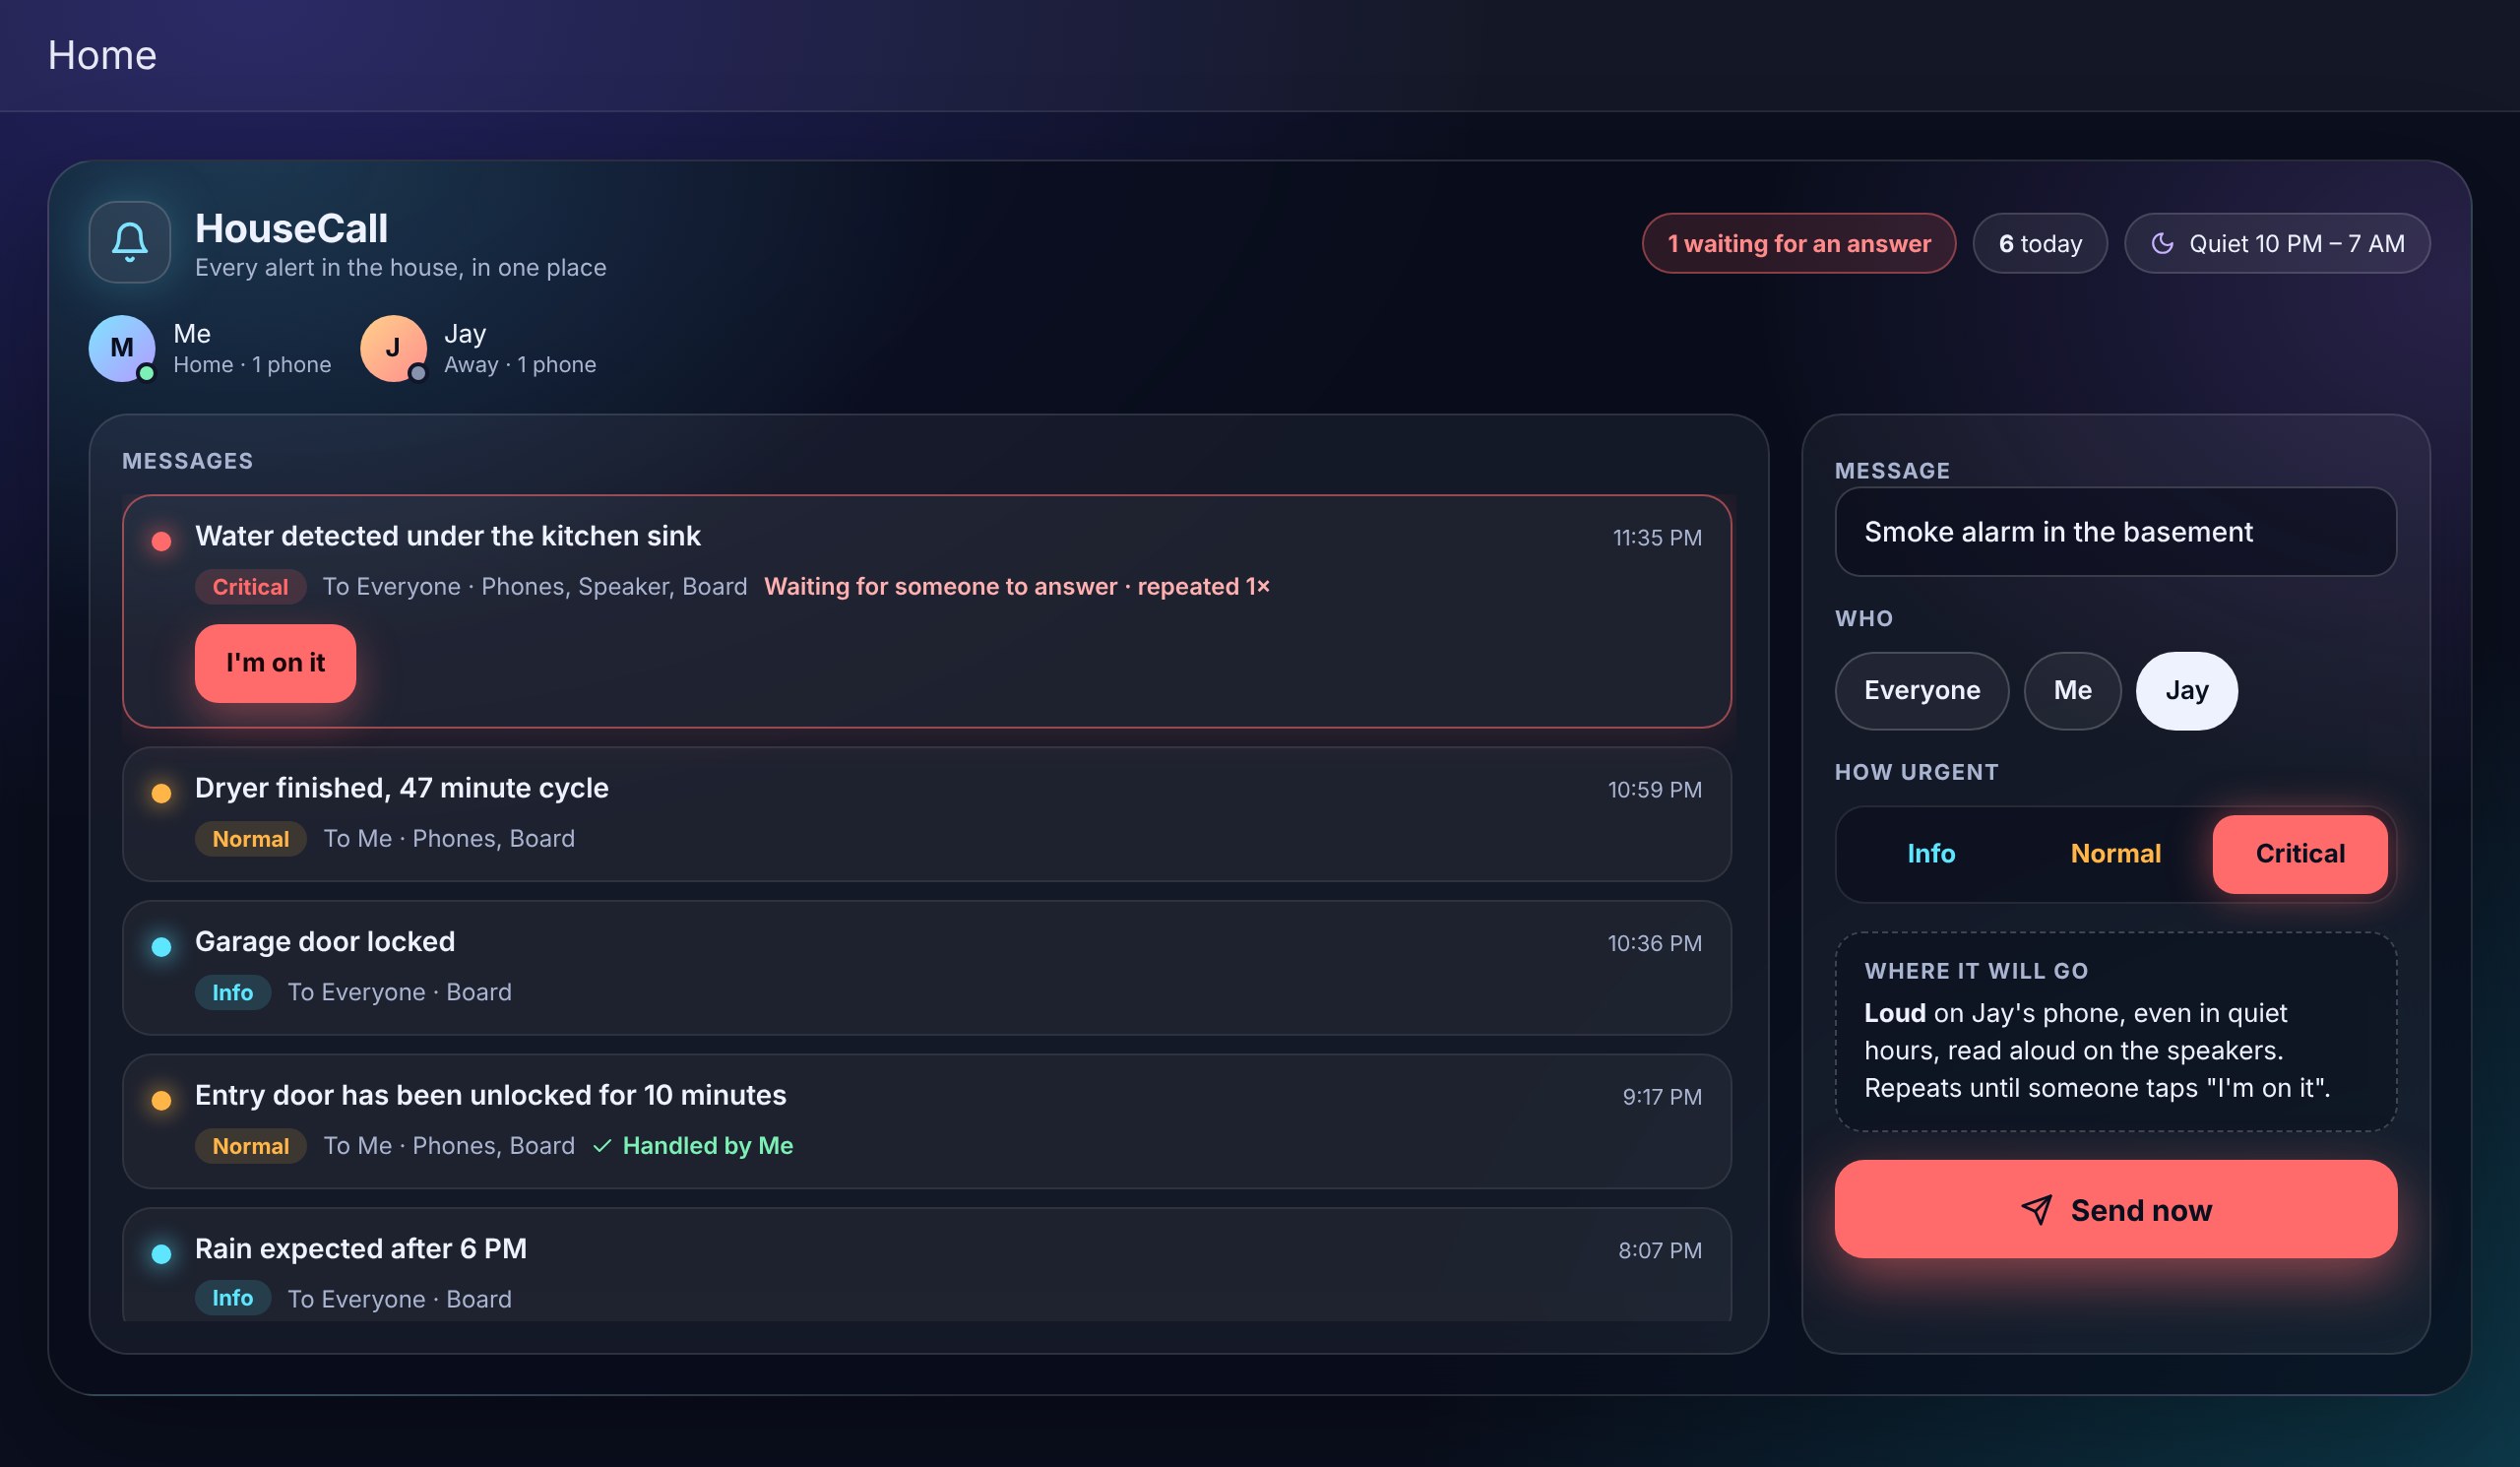 Home
HouseCall
Every alert in the house, in one place
1 waiting for an answer
6 today
Quiet 10 PM – 7 AM
M
Me
Home · 1 phone
J
Jay
Away · 1 phone
MESSAGES
Water detected under the kitchen sink
11:35 PM
Critical To Everyone · Phones, Speaker, Board Waiting for someone to answer · repeated 1×
I'm on it
Dryer finished, 47 minute cycle
10:59 PM
Normal To Me · Phones, Board
Garage door locked
10:36 PM
Info To Everyone · Board
Entry door has been unlocked for 10 minutes
9:17 PM
Normal To Me · Phones, Board ✓ Handled by Me
Rain expected after 6 PM
8:07 PM
Info To Everyone · Board
MESSAGE
Smoke alarm in the basement
WHO
Everyone Me Jay
HOW URGENT
Info Normal Critical
WHERE IT WILL GO
Loud on Jay's phone, even in quiet
hours, read aloud on the speakers.
Repeats until someone taps "I'm on it".
Send now